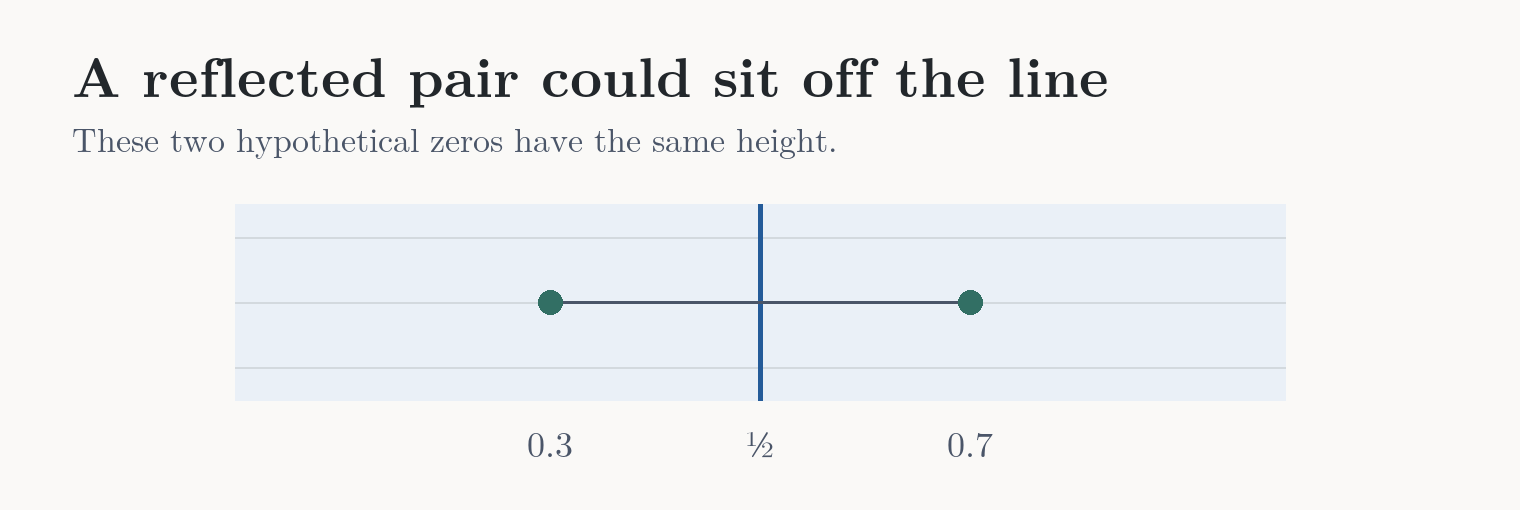 A reflected pair could sit off the line
These two hypothetical zeros have the same height.
0.3 ½ 0.7